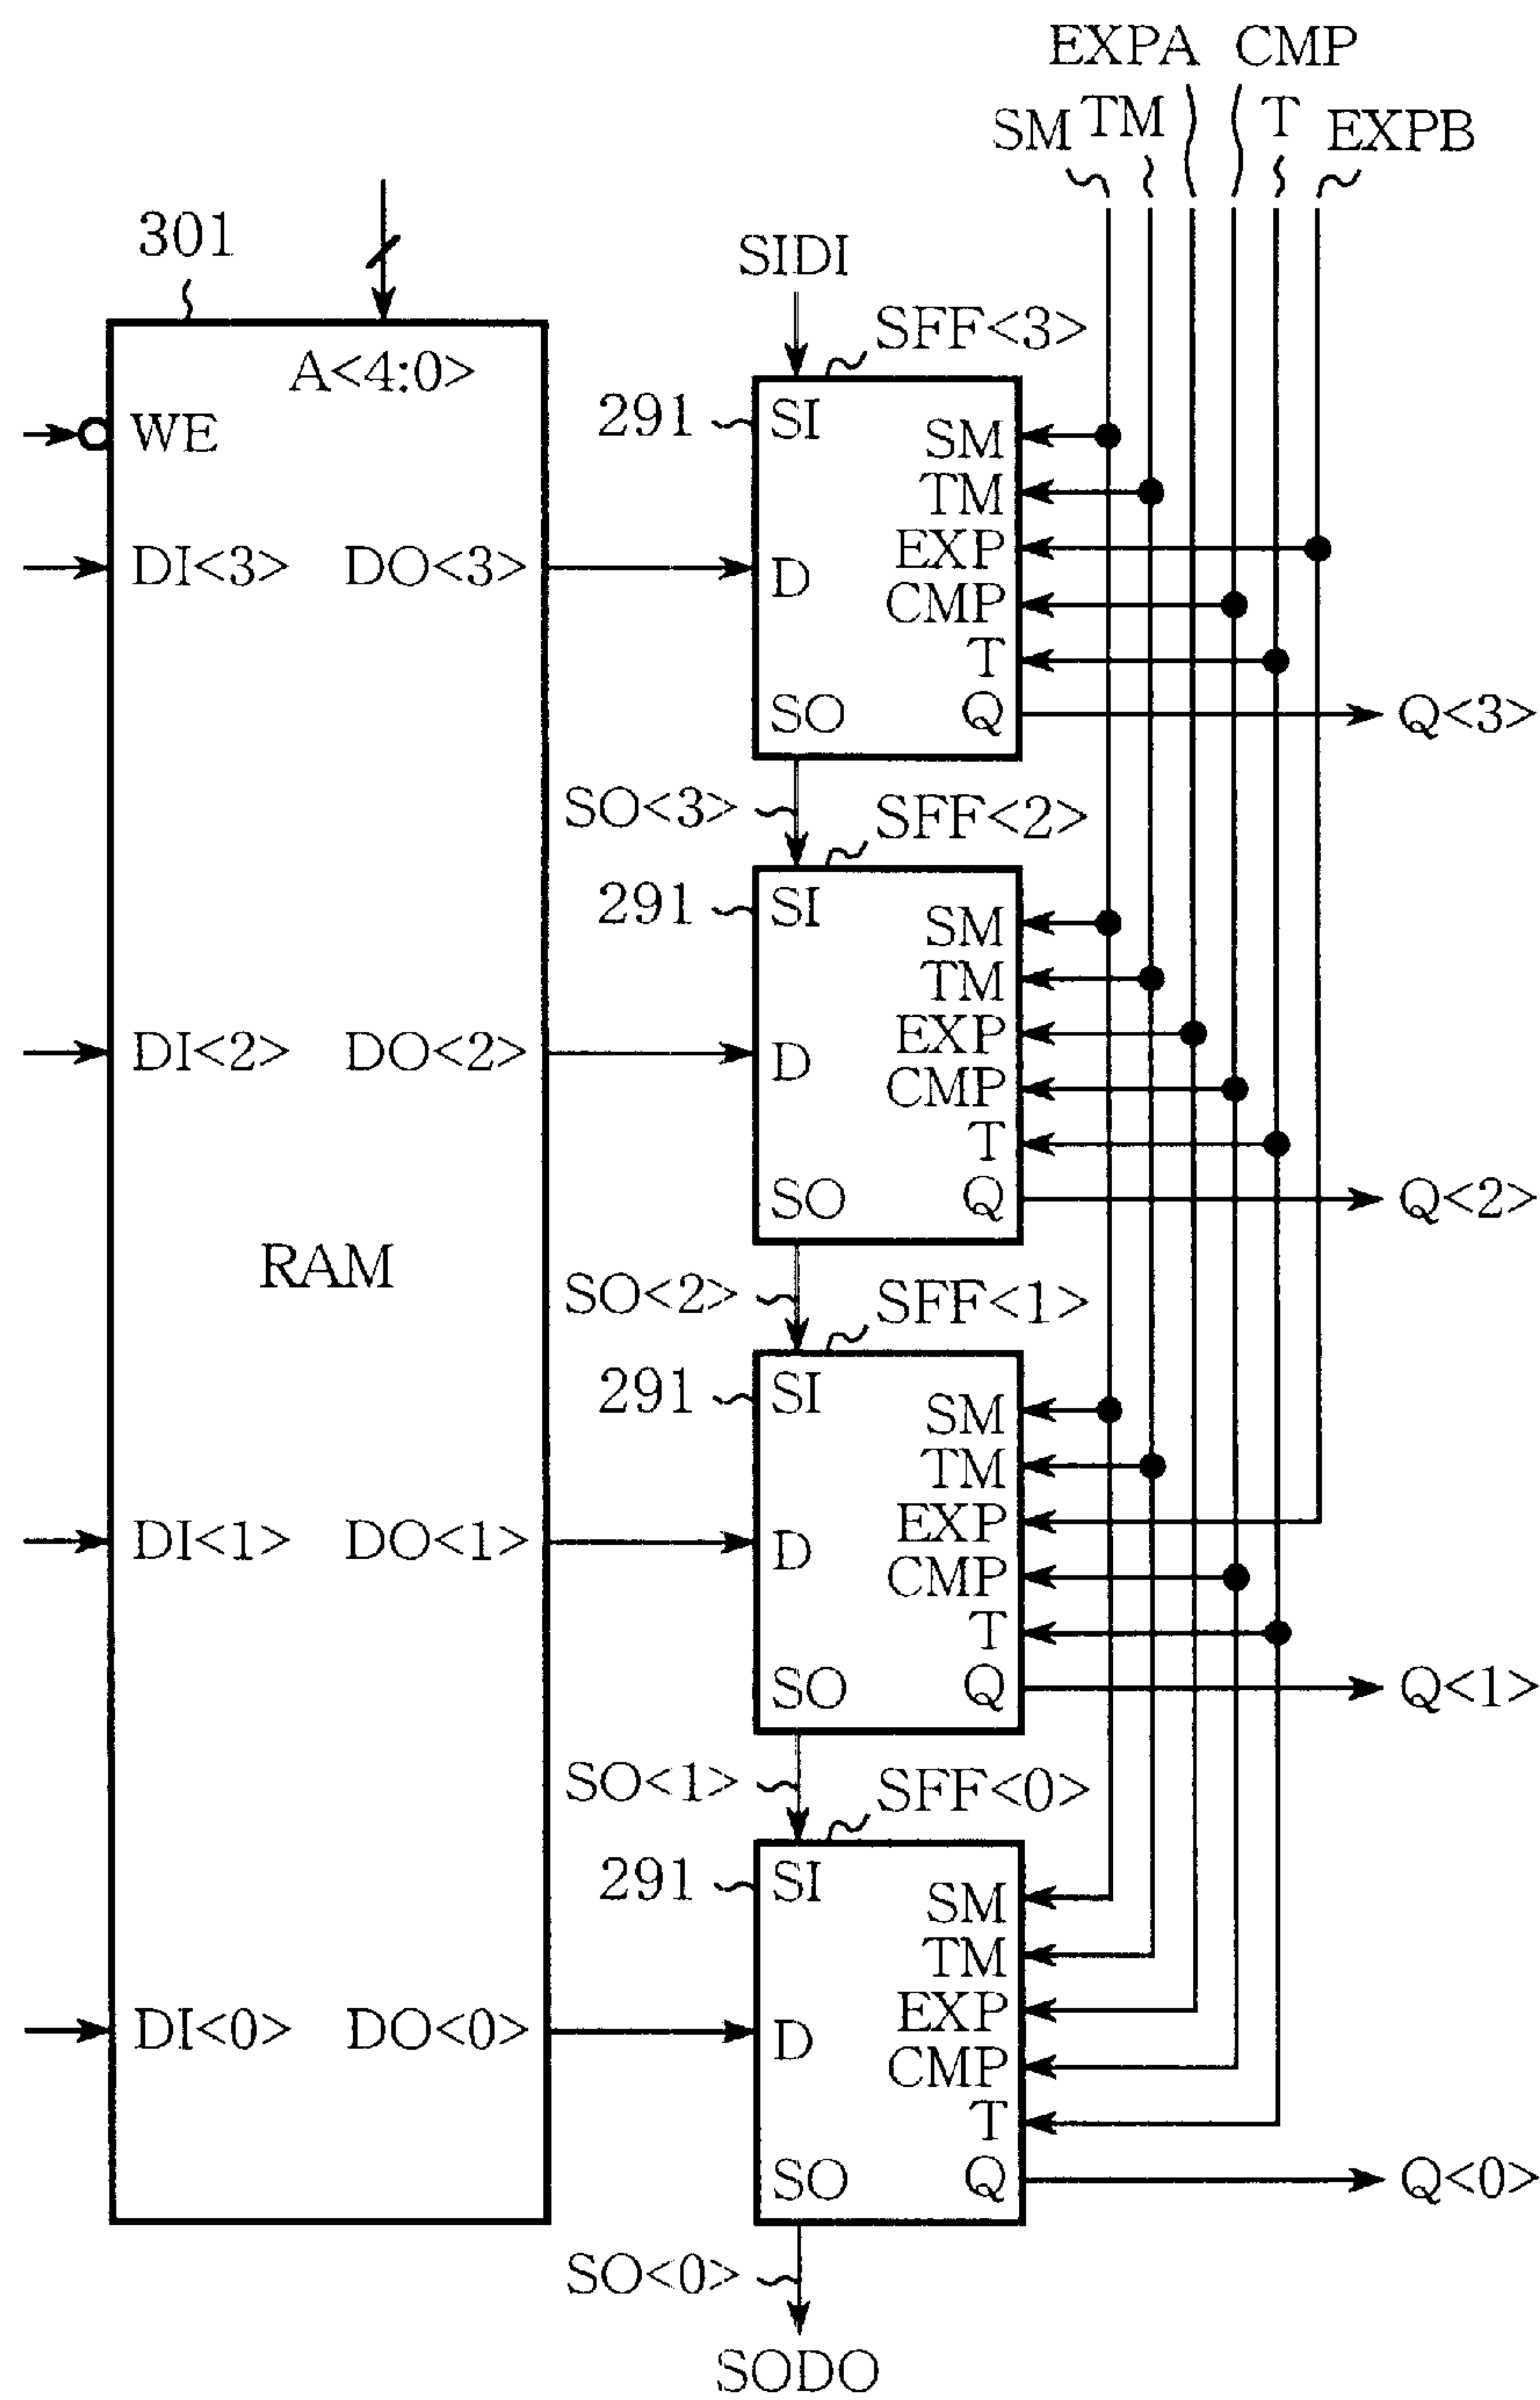 EXPA CMP
SM TM T EXPB
301
SIDI
A<4:0>
SFF<3>
WE
291
SI
SM
TM
EXP
DI<3> DO<3>
D
CMP
T
SO Q
Q<3>
SO<3>
SFF<2>
291
SI
SM
TM
EXP
DI<2> DO<2>
D
CMP
T
SO Q
Q<2>
RAM
SO<2>
SFF<1>
291
SI
SM
TM
EXP
DI<1> DO<1>
D
CMP
T
SO Q
Q<1>
SO<1>
SFF<0>
291
SI
SM
TM
EXP
DI<0> DO<0>
D
CMP
T
SO Q
Q<0>
SO<0>
SODO